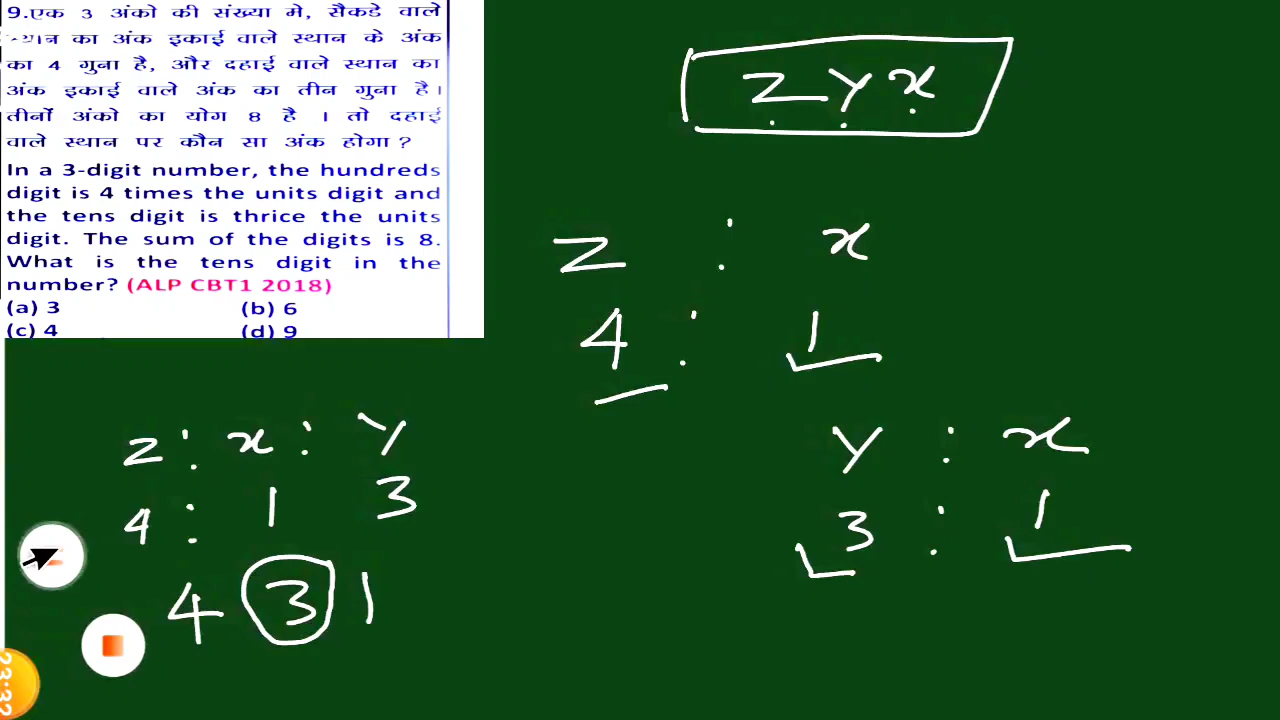 9.एक 3 अंको की संख्या मे, सैकडे वाले
स्थान का अंक इकाई वाले स्थान के अंक
का 4 गुना है, और दहाई वाले स्थान का
अंक इकाई वाले अंक का तीन गुना है।
तीनों अंको का योग 8 है । तो दहाई
वाले स्थान पर कौन सा अंक होगा ?
In a 3-digit number, the hundreds
digit is 4 times the units digit and
the tens digit is thrice the units
digit. The sum of the digits is 8.
What is the tens digit in the
number? (ALP CBT1 2018)
(a) 3 (b) 6
(c) 4 (d) 9
Z Y x
Z : x
4 : 1
Y : x
3 : 1
Z : x : Y
4 : 1 3
4 3 1
23:32